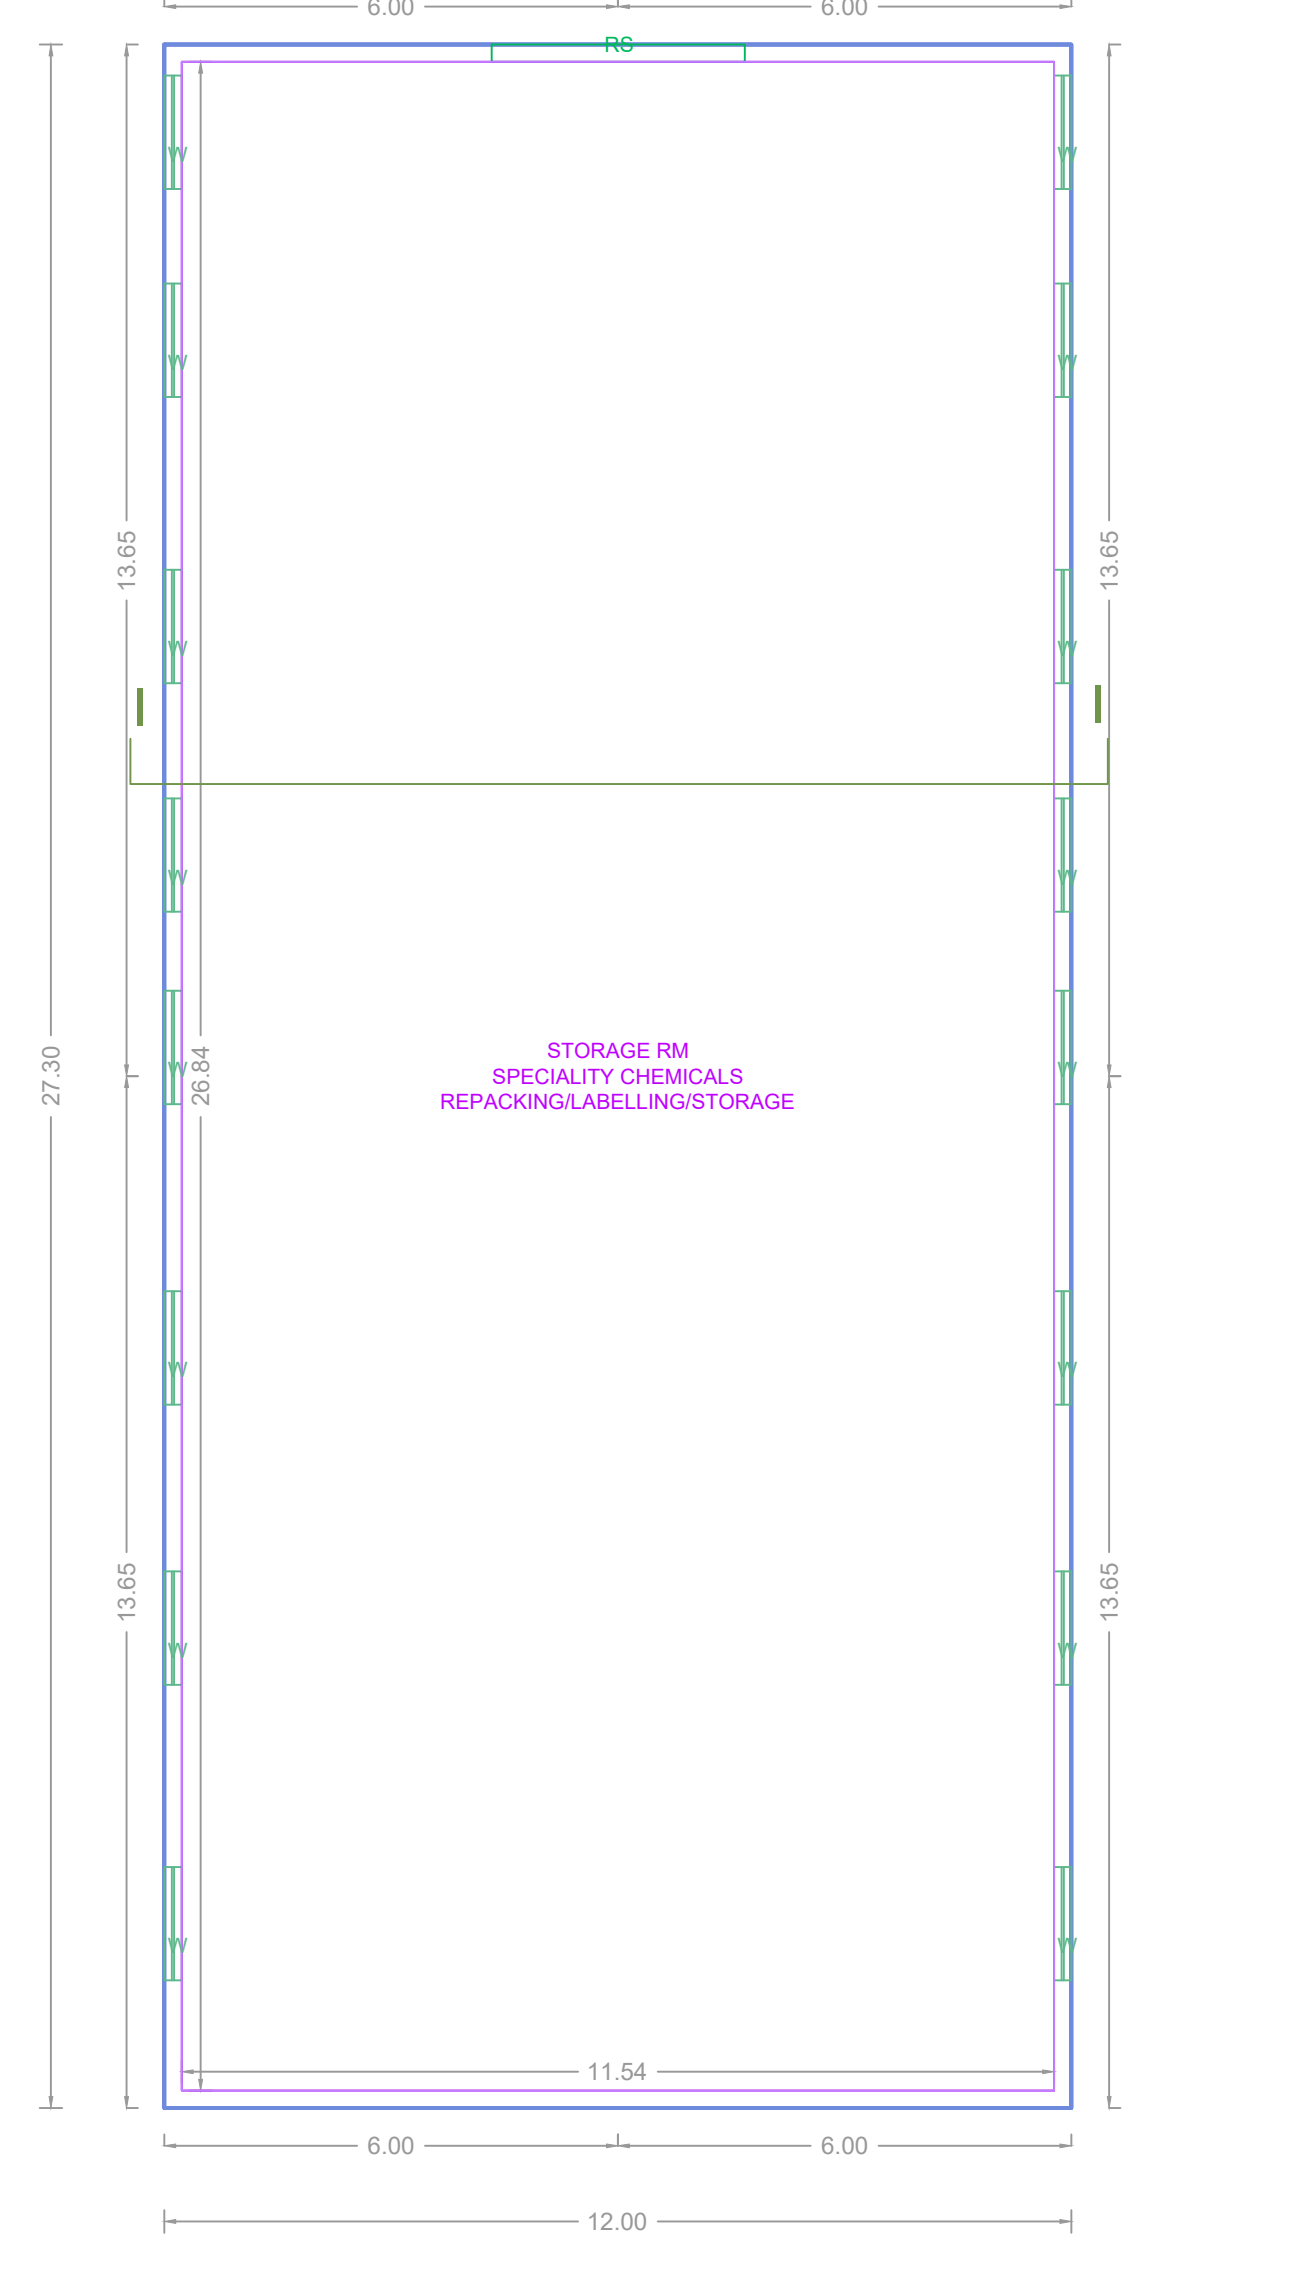 6.00 6.00
RS
W W
W W
13.65 13.65
W W
W W
27.30 26.84
STORAGE RM
SPECIALITY CHEMICALS
REPACKING/LABELLING/STORAGE
W W
W W
13.65 13.65
W W
W W
11.54
6.00 6.00
12.00